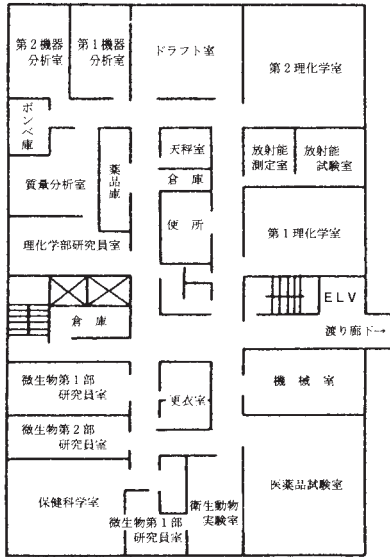 第２機器
分析室
第１機器
分析室
ドラフト室
第２理化学室
ボンベ庫
薬品庫
天秤室
倉庫
放射能
測定室
放射能
試験室
質量分析室
便所
第１理化学室
理化学部研究員室
倉庫
ＥＬＶ
渡り廊下→
微生物第１部
研究員室
更衣室
機械室
微生物第２部
研究員室
保健科学室
微生物第１部
研究員室
衛生動物
実験室
医薬品試験室